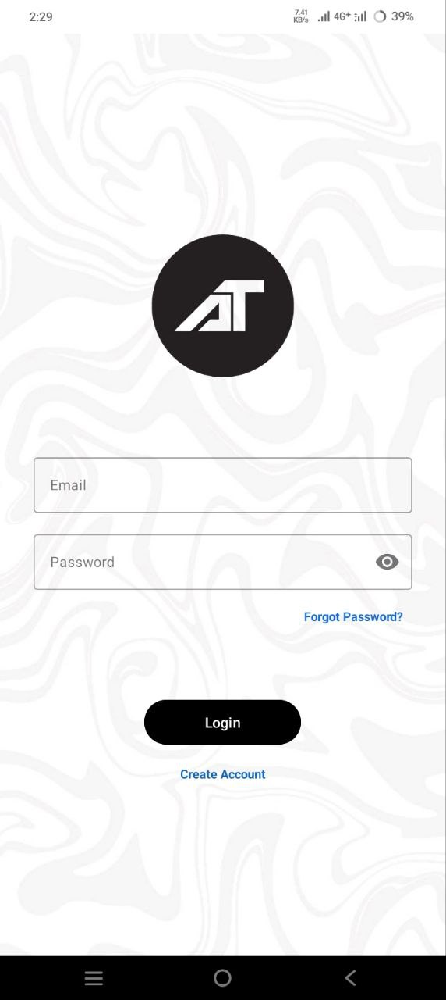 2:29
7.41
KB/s
4G+
39%
AT
Email
Password
Forgot Password?
Login
Create Account